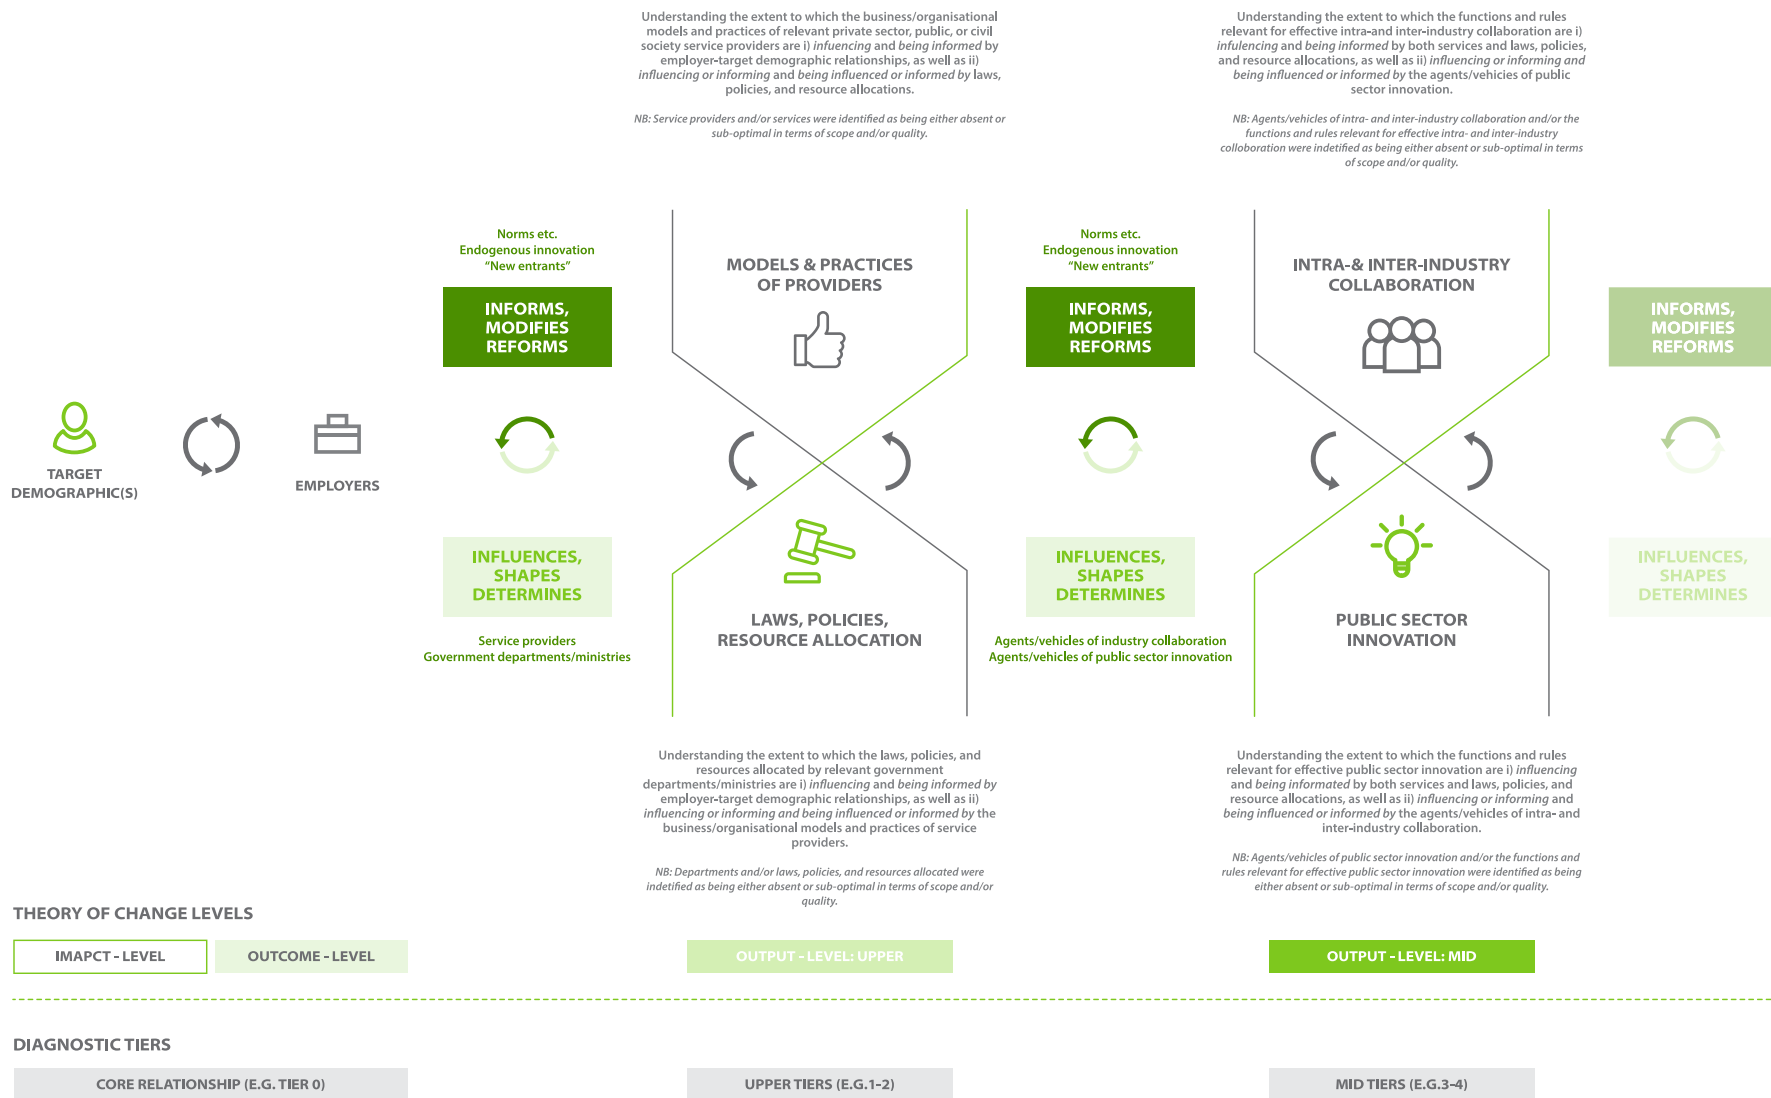 Understanding the extent to which the business/organisational
models and practices of relevant private sector, public, or civil
society service providers are i) infuencing and being informed by
employer-target demographic relationships, as well as ii)
influencing or informing and being influenced or informed by laws,
policies, and resource allocations.
NB: Service providers and/or services were identified as being either absent or
sub-optimal in terms of scope and/or quality.
Understanding the extent to which the functions and rules
relevant for effective intra-and inter-industry collaboration are i)
infulencing and being informed by both services and laws, policies,
and resource allocations, as well as ii) influencing or informing and
being influenced or informed by the agents/vehicies of public
sector innovation.
NB: Agents/vehicles of intra- and inter-industry collaboration and/or the
functions and rules relevant for effective intra- and inter-industry
colloboration were indetified as being either absent or sub-optimal in terms
of scope and/or quality.
Norms etc.
Endogenous innovation
“New entrants”
INFORMS,
MODIFIES
REFORMS
MODELS & PRACTICES
OF PROVIDERS
Norms etc.
Endogenous innovation
“New entrants”
INFORMS,
MODIFIES
REFORMS
INTRA-& INTER-INDUSTRY
COLLABORATION
INFORMS,
MODIFIES
REFORMS
TARGET
DEMOGRAPHIC(S)
EMPLOYERS
INFLUENCES,
SHAPES
DETERMINES
Service providers
Government departments/ministries
LAWS, POLICIES,
RESOURCE ALLOCATION
INFLUENCES,
SHAPES
DETERMINES
Agents/vehicles of industry collaboration
Agents/vehicles of public sector innovation
PUBLIC SECTOR
INNOVATION
INFLUENCES,
SHAPES
DETERMINES
Understanding the extent to which the laws, policies, and
resources allocated by relevant government
departments/ministries are i) influencing and being informed by
employer-target demographic relationships, as well as ii)
influencing or informing and being influenced or informed by the
business/organisational models and practices of service
providers.
NB: Departments and/or laws, policies, and resources allocated were
indetified as being either absent or sub-optimal in terms of scope and/or
quality.
Understanding the extent to which the functions and rules
relevant for effective public sector innovation are i) influencing
and being informated by both services and laws, policies, and
resource allocations, as well as ii) influencing or informing and
being influenced or informed by the agents/vehicles of intra- and
inter-industry collaboration.
NB: Agents/vehicles of public sector innovation and/or the functions and
rules relevant for effective public sector innovation were identified as being
either absent or sub-optimal in terms of scope and/or quality.
THEORY OF CHANGE LEVELS
IMAPCT - LEVEL
OUTCOME - LEVEL
OUTPUT - LEVEL: UPPER
OUTPUT - LEVEL: MID
DIAGNOSTIC TIERS
CORE RELATIONSHIP (E.G. TIER 0)
UPPER TIERS (E.G.1-2)
MID TIERS (E.G.3-4)